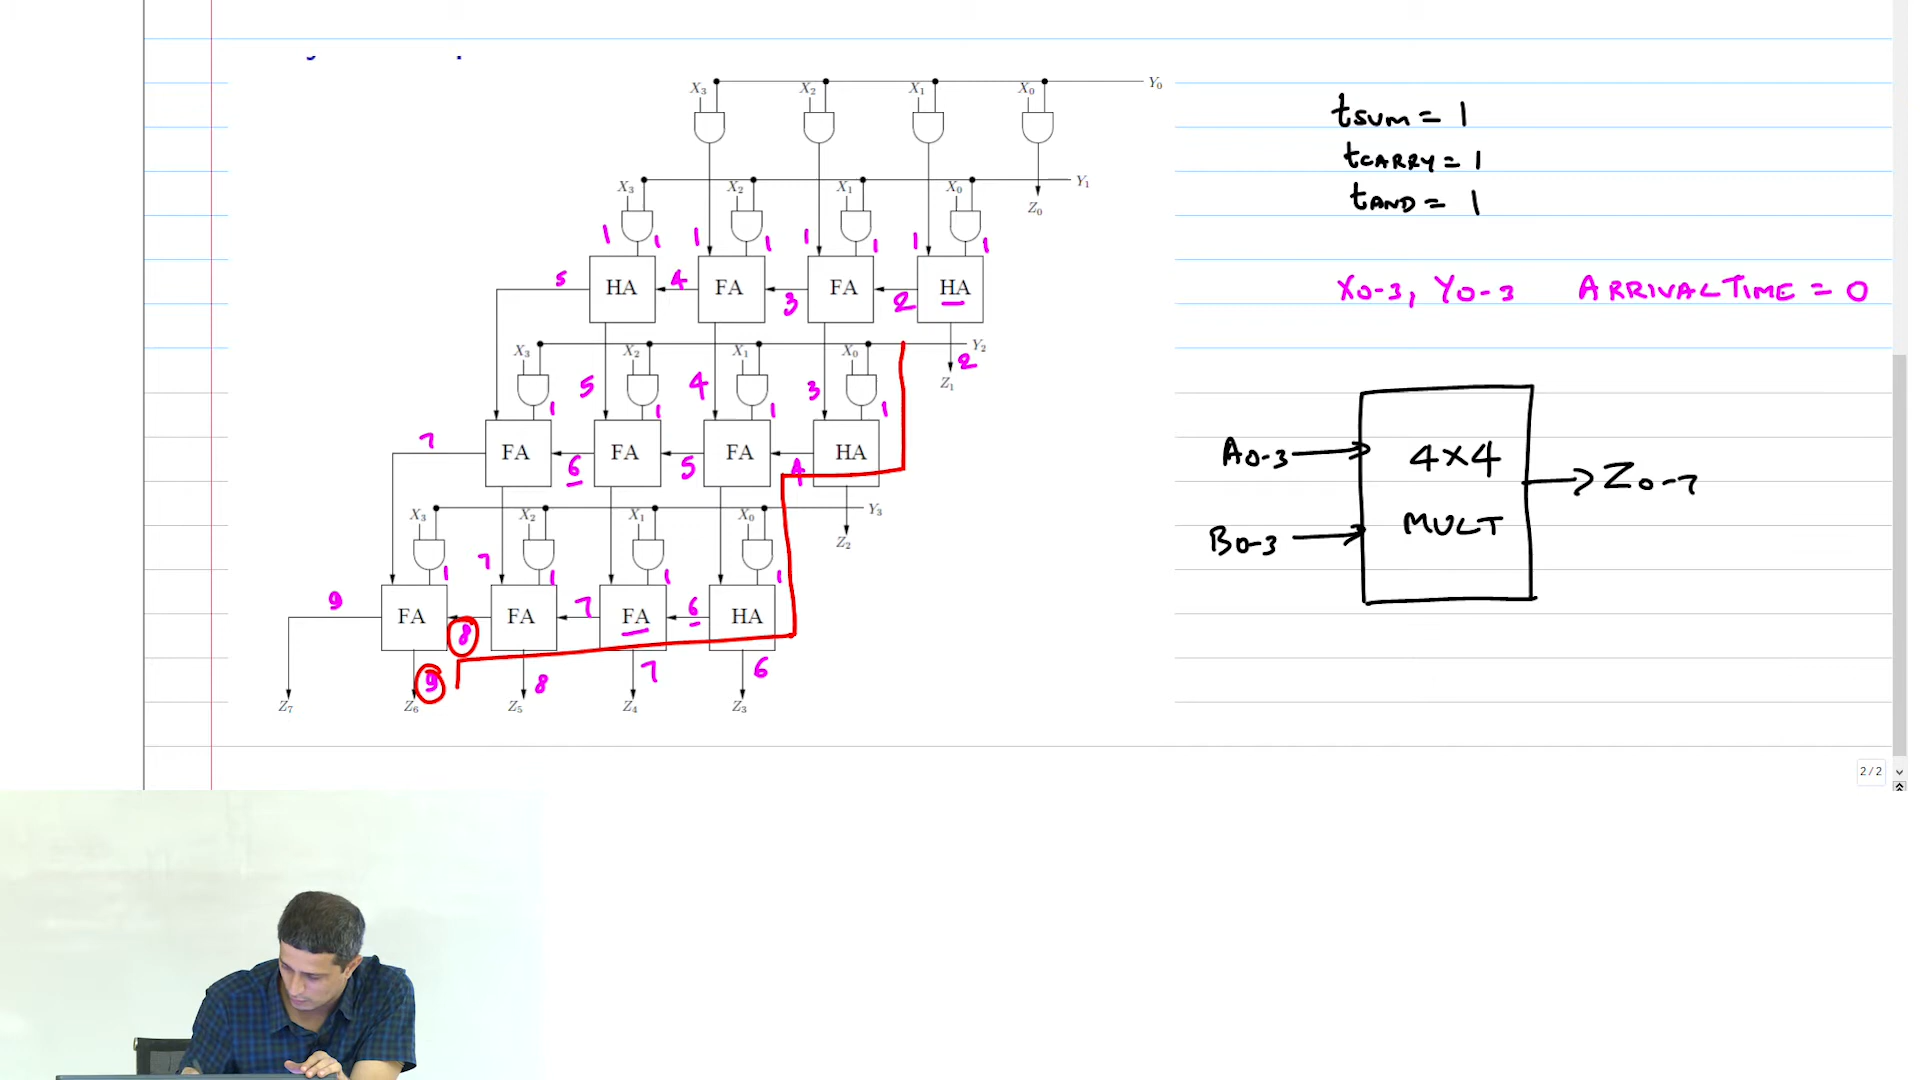 X3 X2 X1 X0 Y0
tSUM = 1
tCARRY = 1
tAND = 1
X3 X2 X1 X0 Y1
Z0
1 1 1 1 1 1 1 1
5 HA 4 FA 3 FA 2 HA
X0-3, Y0-3 ARRIVAL TIME = 0
X3 X2 X1 X0 Y2
2
Z1
5 4 3
1 1 1 1
7 FA 6 FA 5 FA 4 HA
A0-3 4X4 Z0-7
B0-3 MULT
X3 X2 X1 X0 Y3
Z2
7
1 1 1 1
9 FA 8 FA 7 FA 6 HA
9 8 7 6
Z7 Z6 Z5 Z4 Z3
2/2